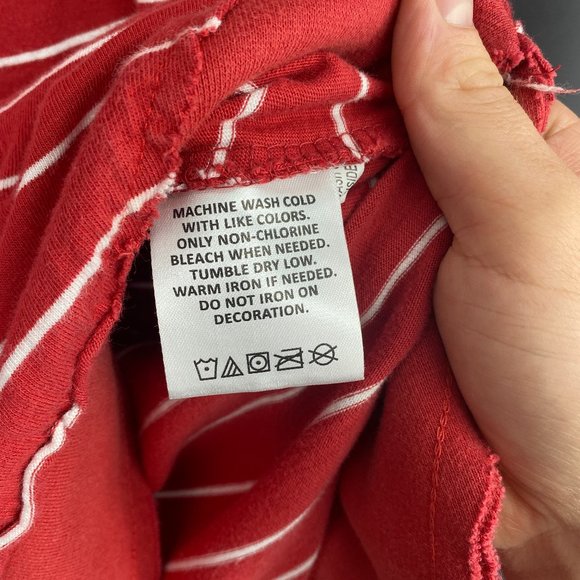 MACHINE WASH COLD
WITH LIKE COLORS.
ONLY NON-CHLORINE
BLEACH WHEN NEEDED.
TUMBLE DRY LOW.
WARM IRON IF NEEDED.
DO NOT IRON ON
DECORATION.